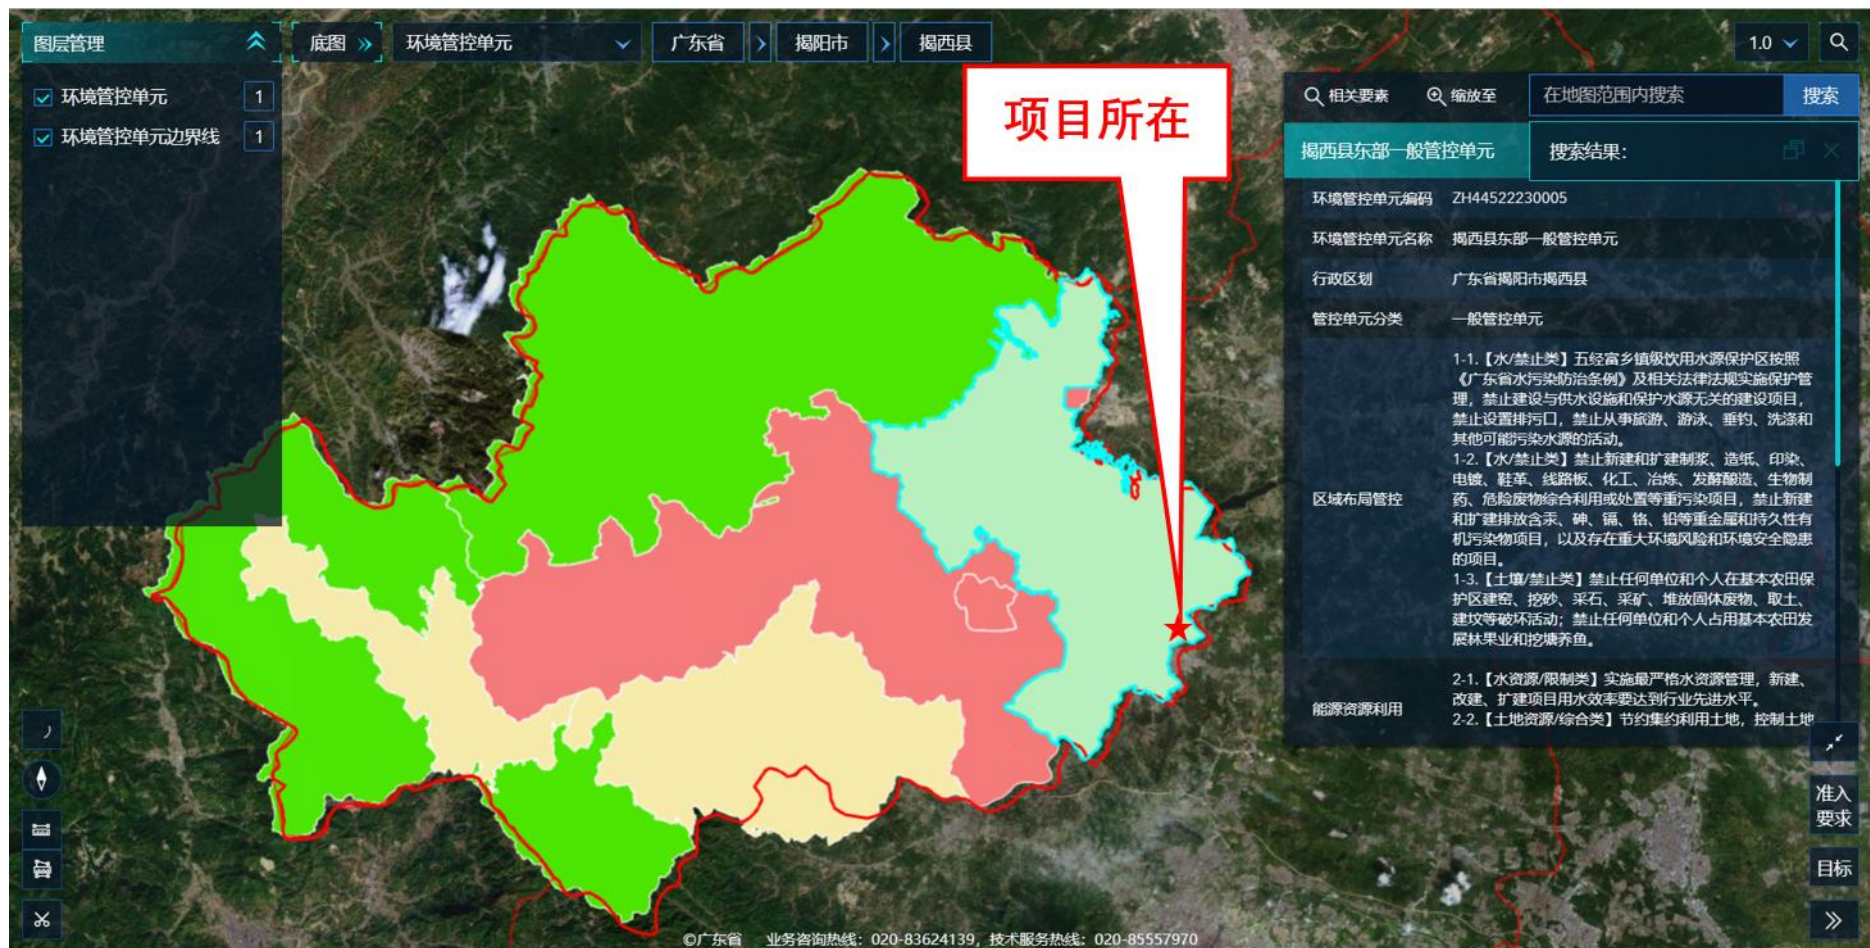 图层管理
底图
环境管控单元
广东省
揭阳市
揭西县
1.0
环境管控单元 1
环境管控单元边界线 1
项目所在
相关要素
缩放至
在地图范围内搜索
搜索
揭西县东部一般管控单元
搜索结果:
环境管控单元编码 ZH44522230005
环境管控单元名称 揭西县东部一般管控单元
行政区划 广东省揭阳市揭西县
管控单元分类 一般管控单元
区域布局管控
1-1.【水/禁止类】五经富乡镇级饮用水源保护区按照
《广东省水污染防治条例》及相关法律法规实施保护管
理，禁止建设与供水设施和保护水源无关的建设项目，
禁止设置排污口，禁止从事旅游、游泳、垂钓、洗涤和
其他可能污染水源的活动。
1-2.【水/禁止类】禁止新建和扩建制浆、造纸、印染、
电镀、鞋革、线路板、化工、冶炼、发酵酿造、生物制
药、危险废物综合利用或处置等重污染项目，禁止新建
和扩建排放含汞、砷、镉、铬、铅等重金属和持久性有
机污染物项目，以及存在重大环境风险和环境安全隐患
的项目。
1-3.【土壤/禁止类】禁止任何单位和个人在基本农田保
护区建窑、挖砂、采石、采矿、堆放固体废物、取土、
建坟等破坏活动；禁止任何单位和个人占用基本农田发
展林果业和挖塘养鱼。
能源资源利用
2-1.【水资源/限制类】实施最严格水资源管理，新建、
改建、扩建项目用水效率要达到行业先进水平。
2-2.【土地资源/综合类】节约集约利用土地，控制土地
准入
要求
目标
©广东省 业务咨询热线：020-83624139，技术服务热线：020-85557970